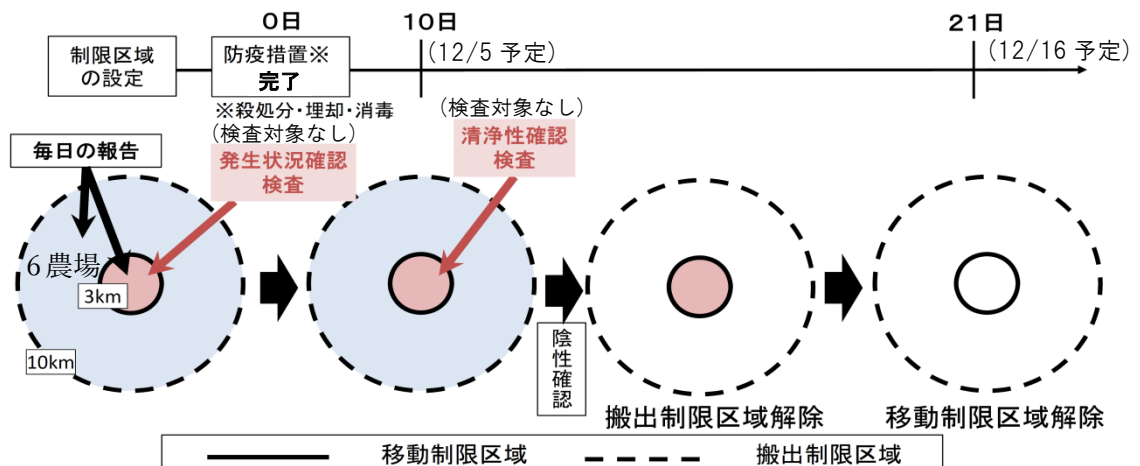 0日
10日
21日
制限区域
の設定
防疫措置※
完了
(12/5 予定)
(12/16 予定)
※殺処分・埋却・消毒
(検査対象なし)
発生状況確認
検査
(検査対象なし)
清浄性確認
検査
毎日の報告
6農場
3km
10km
陰性確認
搬出制限区域解除
移動制限区域解除
移動制限区域
搬出制限区域